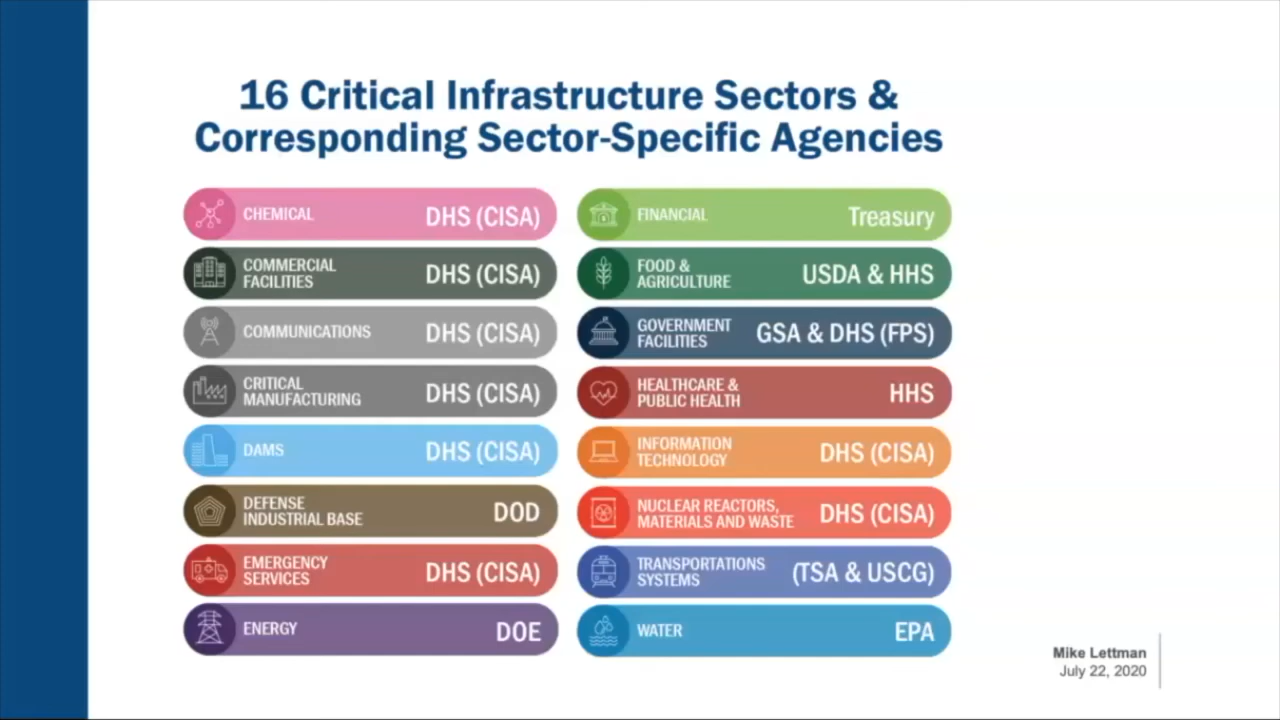 16 Critical Infrastructure Sectors &
Corresponding Sector-Specific Agencies
CHEMICAL DHS (CISA)
COMMERCIAL
FACILITIES DHS (CISA)
COMMUNICATIONS DHS (CISA)
CRITICAL
MANUFACTURING DHS (CISA)
DAMS DHS (CISA)
DEFENSE
INDUSTRIAL BASE DOD
EMERGENCY
SERVICES DHS (CISA)
ENERGY DOE
FINANCIAL Treasury
FOOD &
AGRICULTURE USDA & HHS
GOVERNMENT
FACILITIES GSA & DHS (FPS)
HEALTHCARE &
PUBLIC HEALTH HHS
INFORMATION
TECHNOLOGY DHS (CISA)
NUCLEAR REACTORS,
MATERIALS AND WASTE DHS (CISA)
TRANSPORTATIONS
SYSTEMS (TSA & USCG)
WATER EPA
Mike Lettman
July 22, 2020